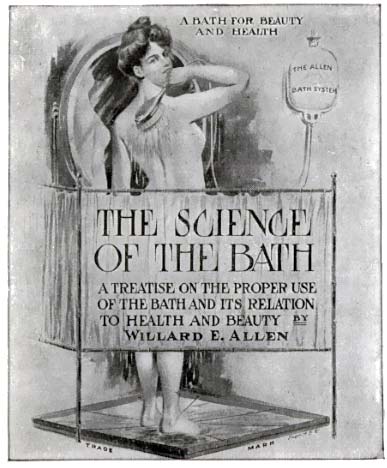 A BATH FOR BEAUTY
AND HEALTH
THE ALLEN
BATH SYSTEM
THE SCIENCE
OF THE BATH
A TREATISE ON THE PROPER USE
OF THE BATH AND ITS RELATION
TO HEALTH AND BEAUTY BY
WILLARD E. ALLEN
TRADE MARK